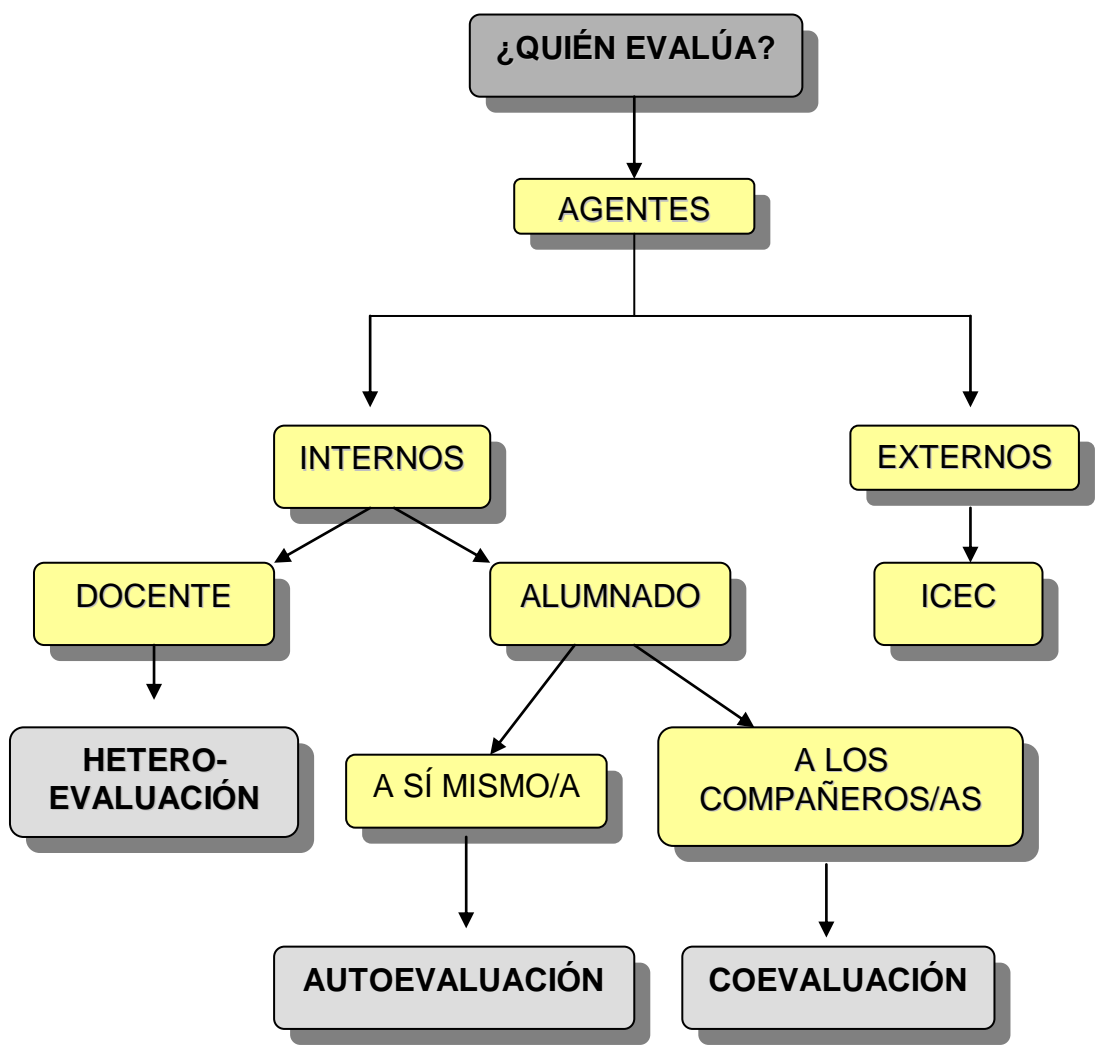 ¿QUIÉN EVALÚA?
AGENTES
INTERNOS
EXTERNOS
DOCENTE
ALUMNADO
ICEC
HETERO-
EVALUACIÓN
A SÍ MISMO/A
A LOS
COMPAÑEROS/AS
AUTOEVALUACIÓN
COEVALUACIÓN